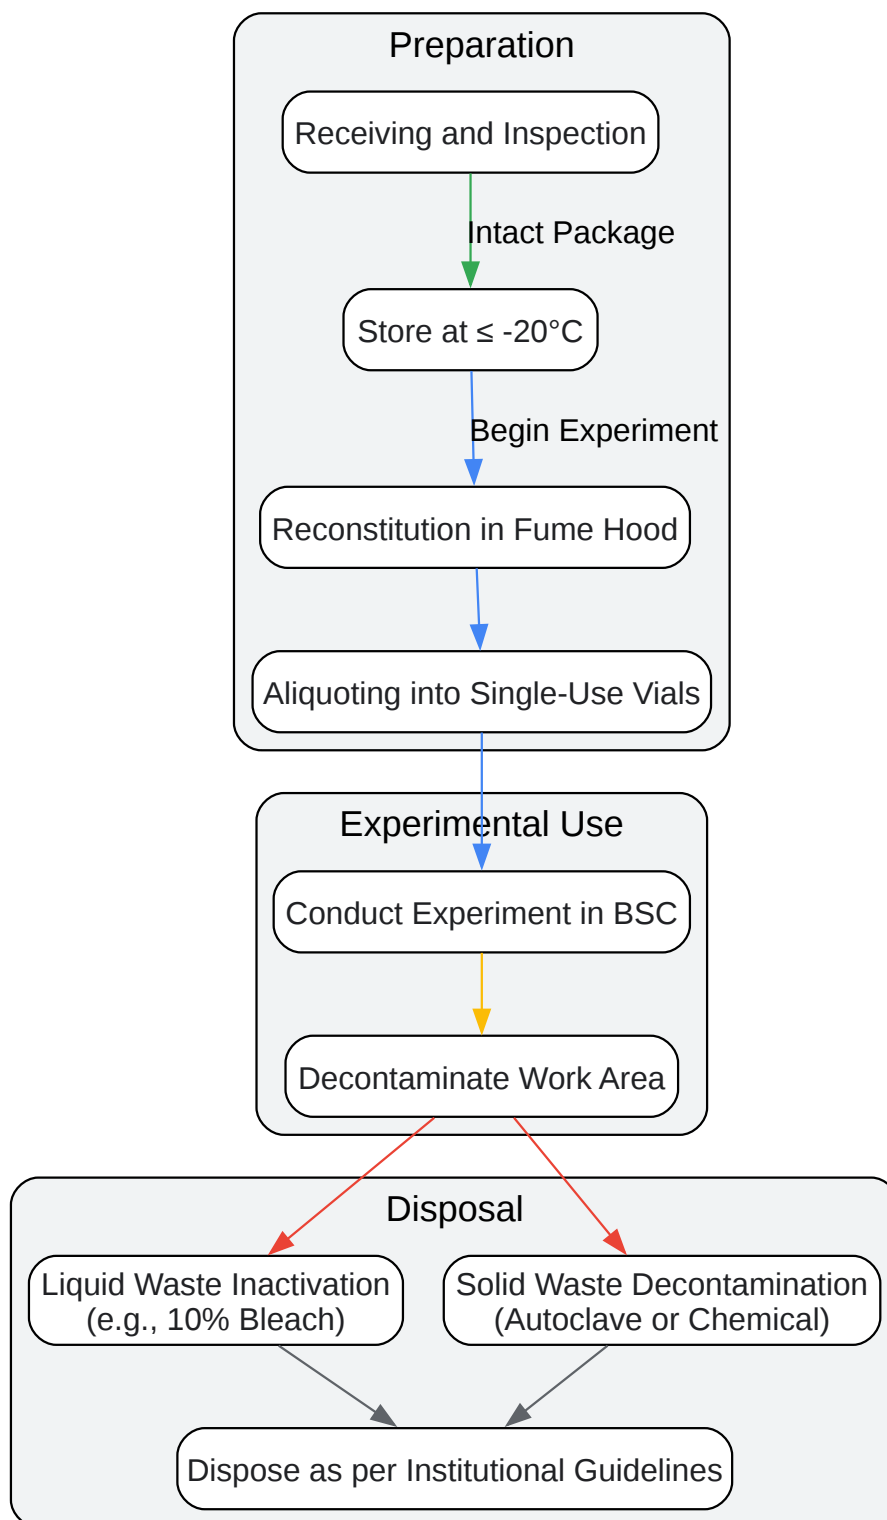 Preparation
Receiving and Inspection
Intact Package
Store at ≤ -20°C
Begin Experiment
Reconstitution in Fume Hood
Aliquoting into Single-Use Vials
Experimental Use
Conduct Experiment in BSC
Decontaminate Work Area
Disposal
Liquid Waste Inactivation
(e.g., 10% Bleach)
Solid Waste Decontamination
(Autoclave or Chemical)
Dispose as per Institutional Guidelines